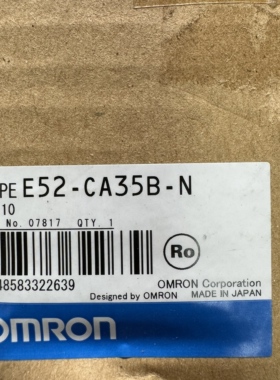 PE E52-CA35B-N
10
No. 07817 QTY. 1
Ro
48583322639
OMRON Corporation
Designed by OMRON MADE IN JAPAN
OMRON